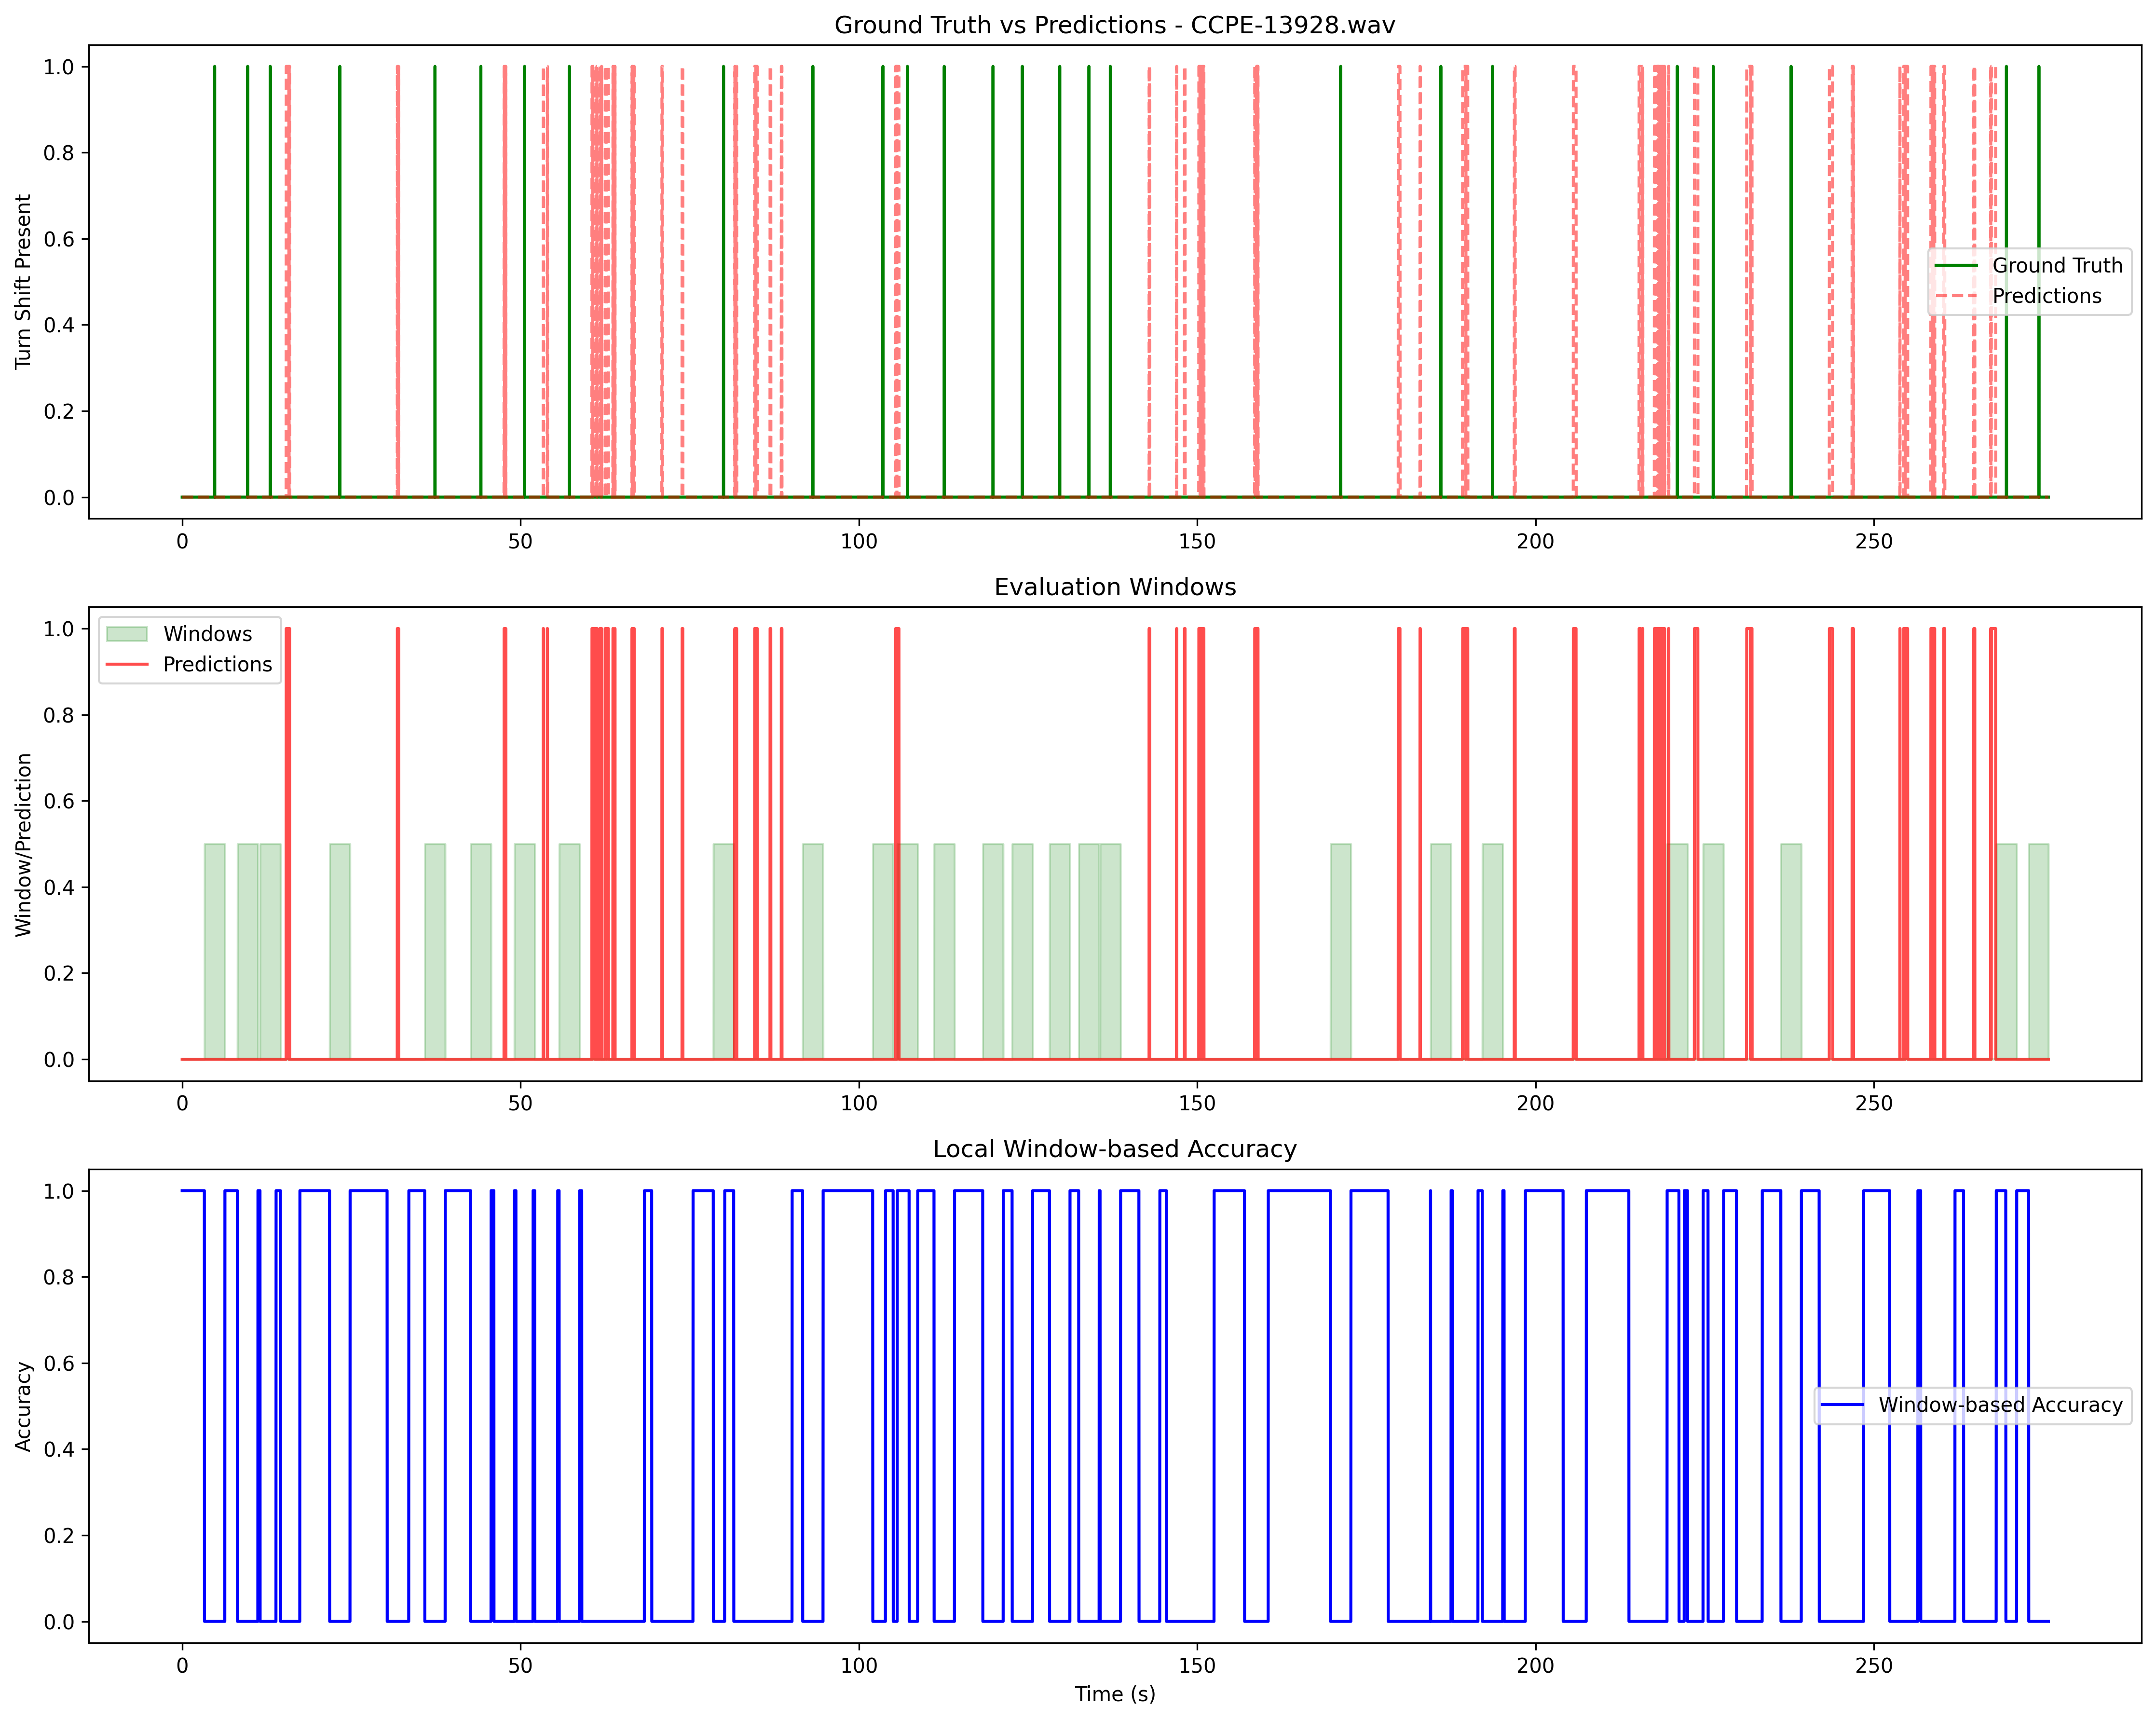 Ground Truth vs Predictions - CCPE-13928.wav
Turn Shift Present
1.0
0.8
0.6
0.4
0.2
0.0
Ground Truth
Predictions
0 50 100 150 200 250
Evaluation Windows
Window/Prediction
1.0
0.8
0.6
0.4
0.2
0.0
Windows
Predictions
0 50 100 150 200 250
Local Window-based Accuracy
Accuracy
1.0
0.8
0.6
0.4
0.2
0.0
Window-based Accuracy
0 50 100 150 200 250
Time (s)